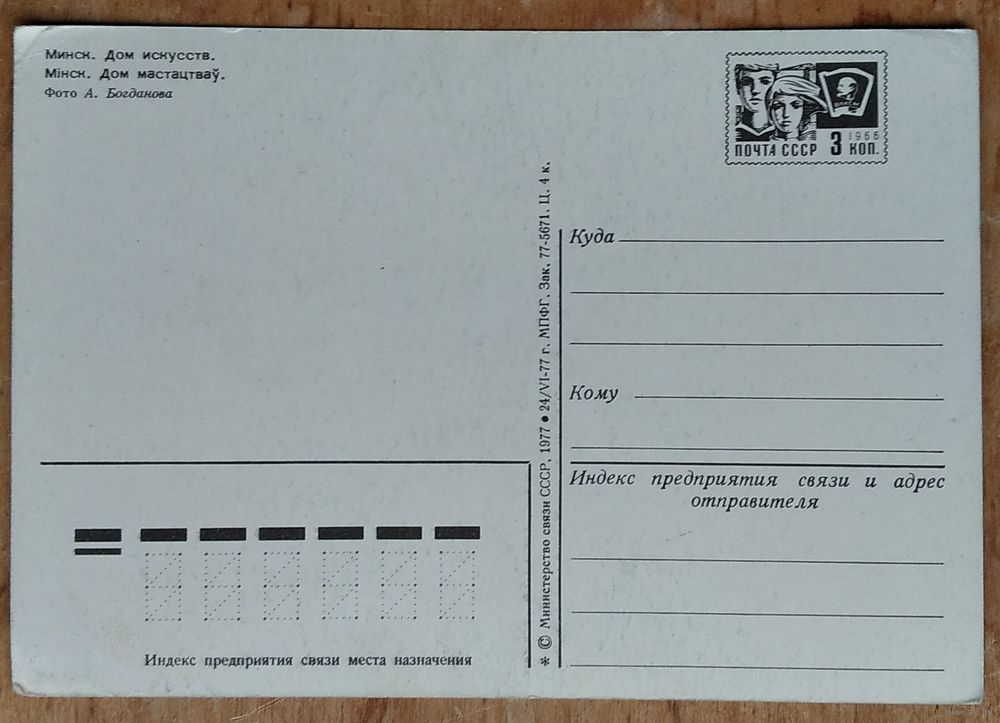 Минск. Дом искусств.
Мінск. Дом мастацтваў.
Фото А. Богданова
1966
ПОЧТА СССР 3 КОП.
* © Министерство связи СССР, 1977 • 24/VI-77 г. МПФГ. Зак. 77-5671. Ц. 4 к.
Куда
Кому
Индекс предприятия связи и адрес
отправителя
Индекс предприятия связи места назначения